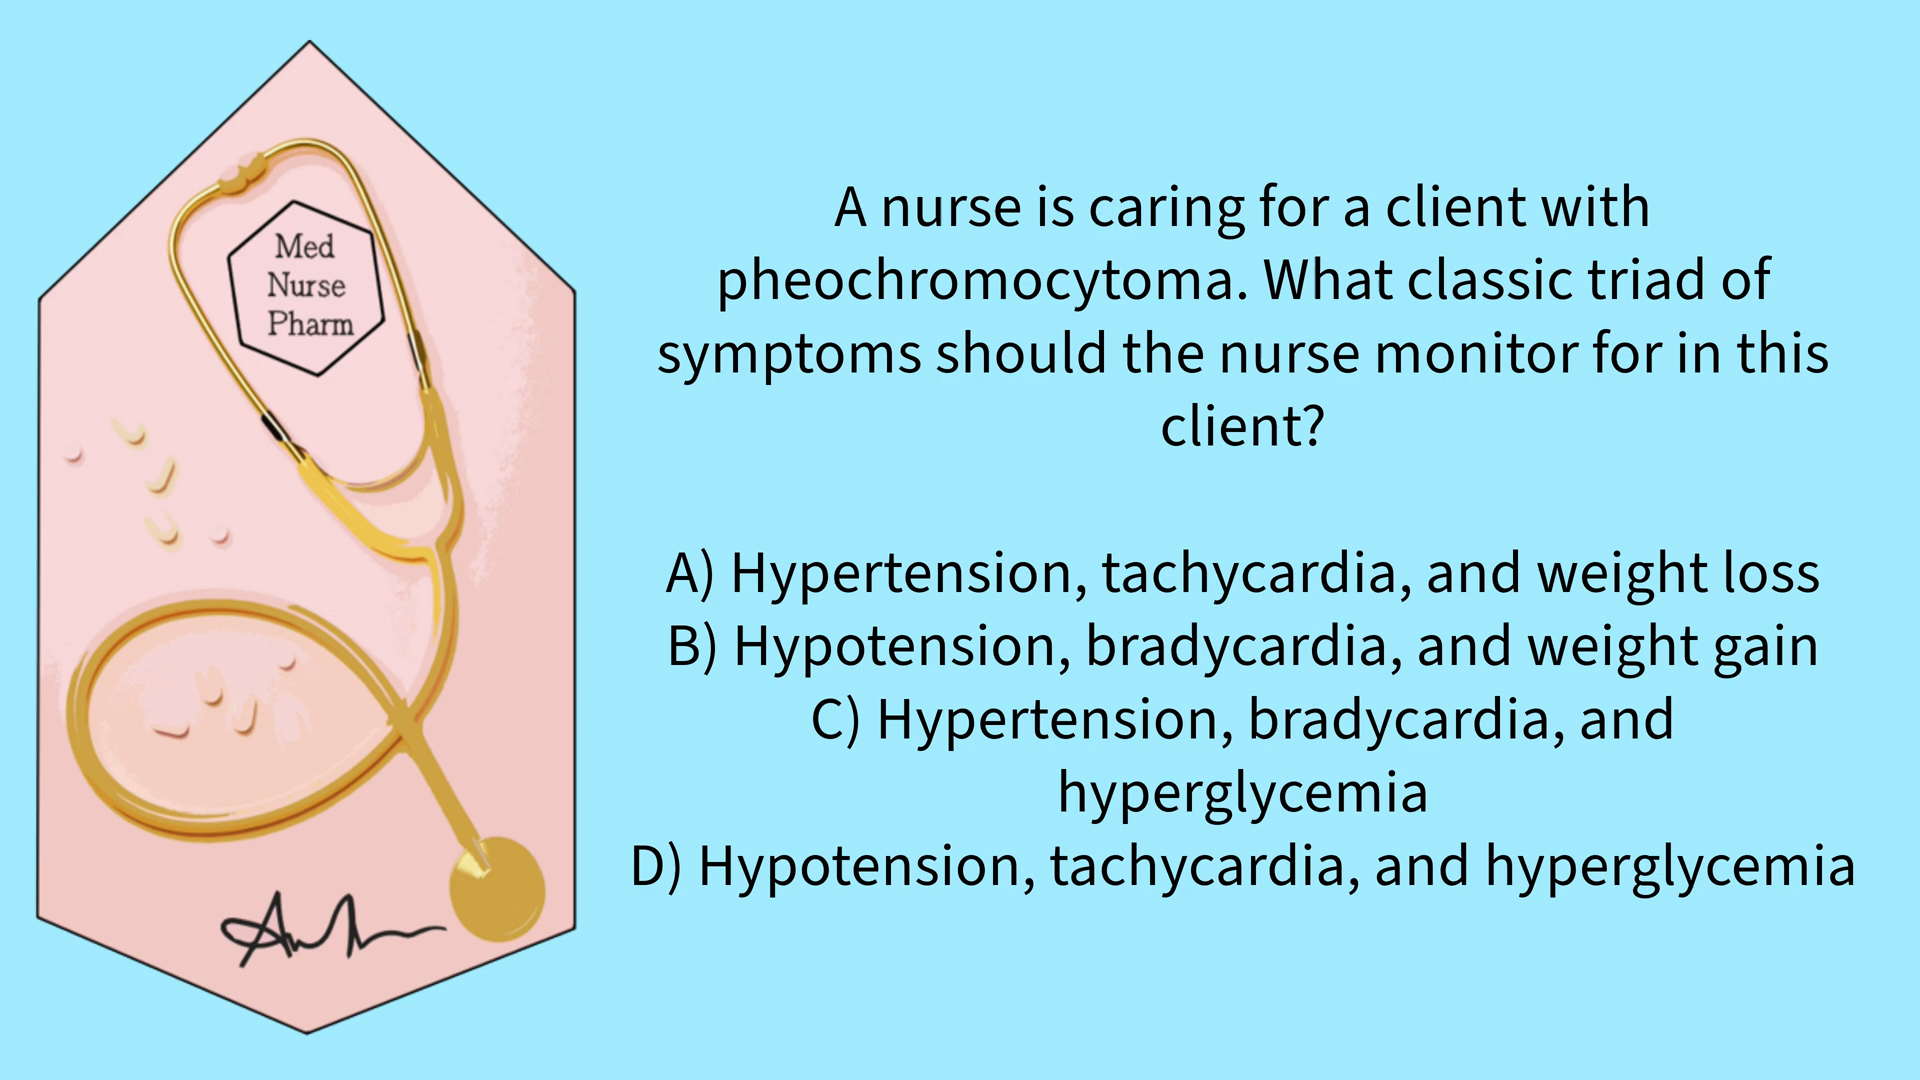 Med
Nurse
Pharm
A nurse is caring for a client with
pheochromocytoma. What classic triad of
symptoms should the nurse monitor for in this
client?
A) Hypertension, tachycardia, and weight loss
B) Hypotension, bradycardia, and weight gain
C) Hypertension, bradycardia, and
hyperglycemia
D) Hypotension, tachycardia, and hyperglycemia